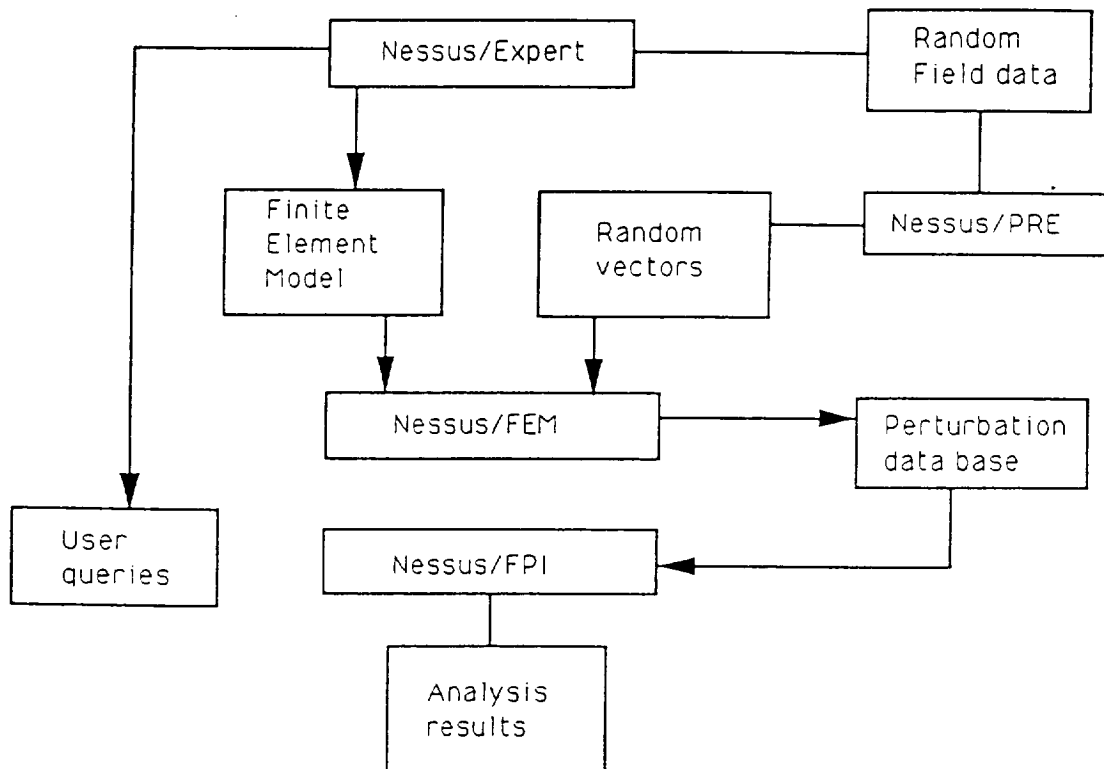 Nessus/Expert
Random
Field data
Finite
Element
Model
Random
vectors
Nessus/PRE
Nessus/FEM
Perturbation
data base
User
queries
Nessus/FPI
Analysis
results